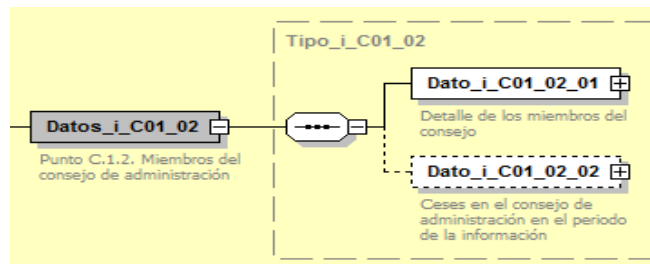 Tipo_i_C01_02
Dato_i_C01_02_01
Detalle de los miembros del
consejo
Datos_i_C01_02
Punto C.1.2. Miembros del
consejo de administración
Dato_i_C01_02_02
Ceses en el consejo de
administración en el periodo
de la información